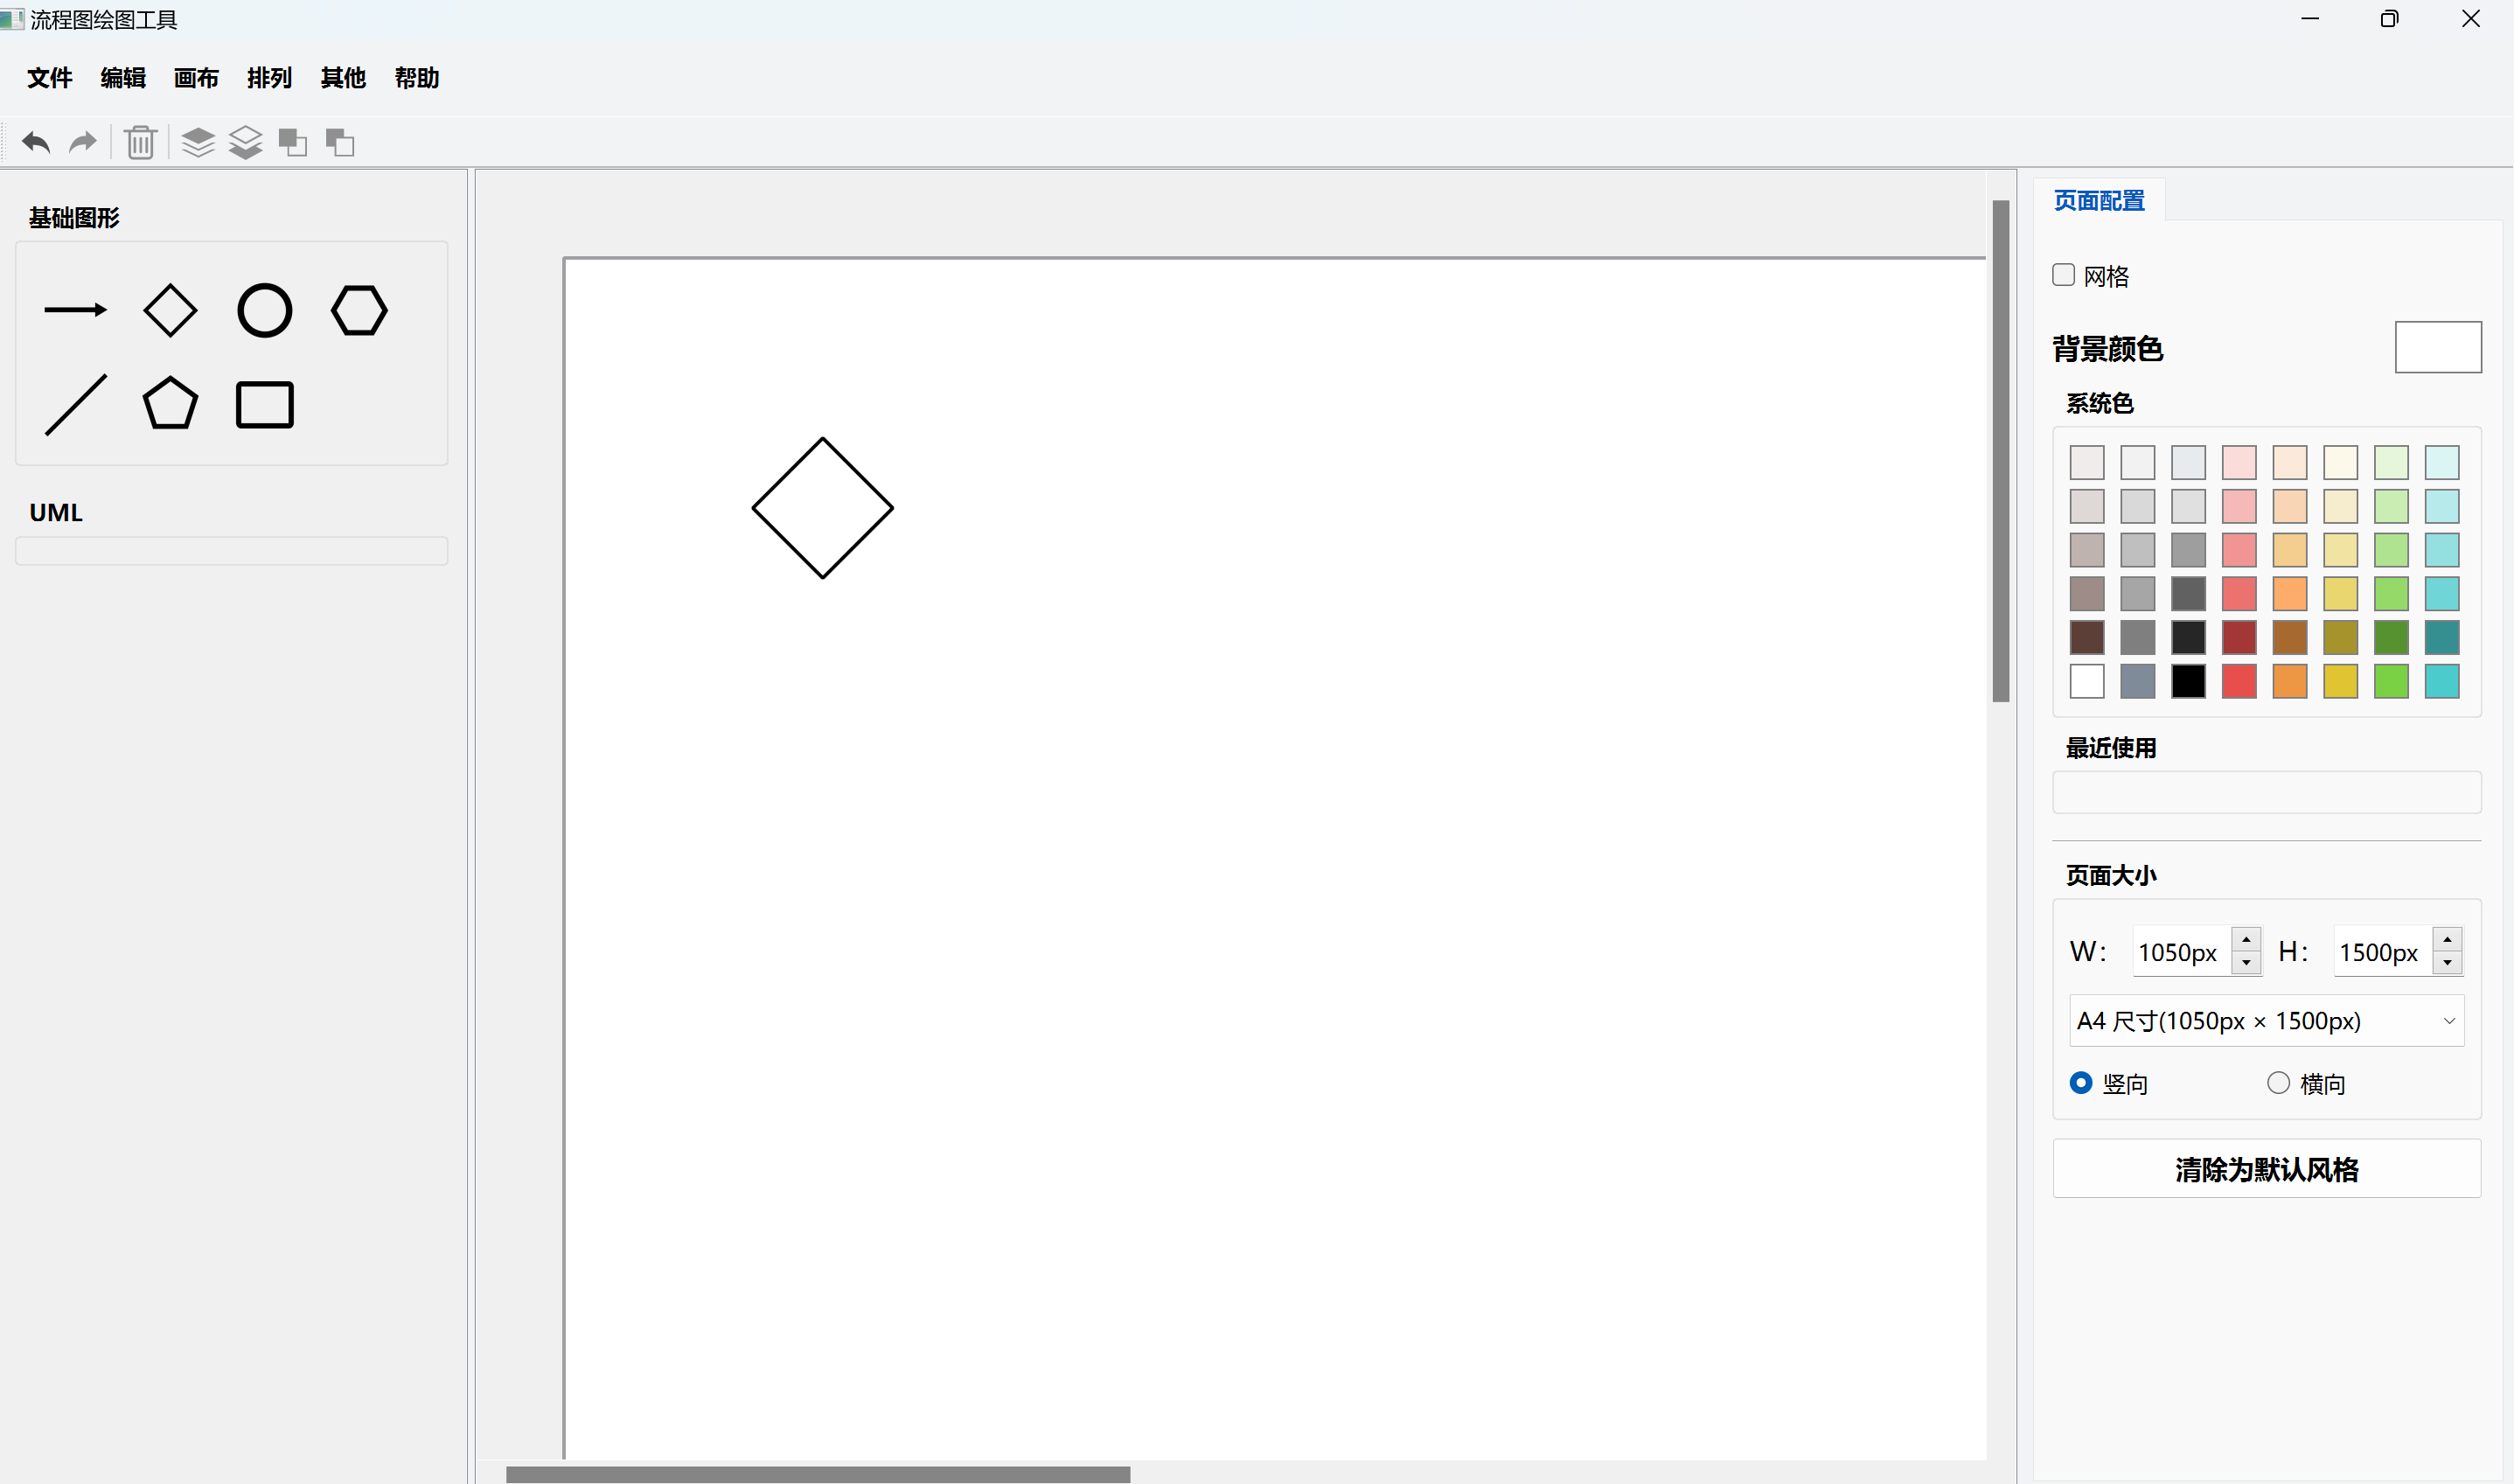 流程图绘图工具
文件 编辑 画布 排列 其他 帮助
基础图形
UML
页面配置
网格
背景颜色
系统色
最近使用
页面大小
W: 1050px H: 1500px
A4 尺寸(1050px × 1500px)
竖向 横向
清除为默认风格